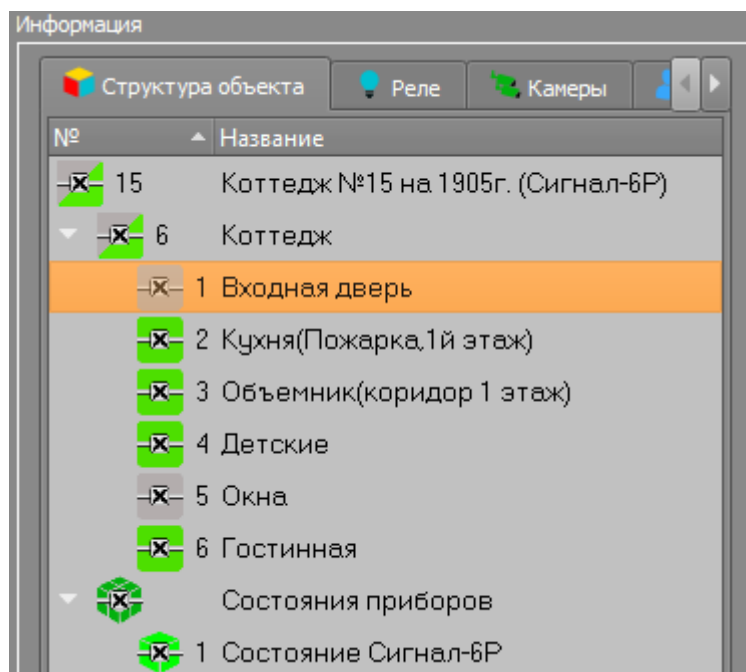 Информация
Структура объекта Реле Камеры
№ Название
15 Коттедж №15 на 1905г. (Сигнал-6Р)
6 Коттедж
1 Входная дверь
2 Кухня(Пожарка,1й этаж)
3 Объемник(коридор 1 этаж)
4 Детские
5 Окна
6 Гостинная
Состояния приборов
1 Состояние Сигнал-6Р